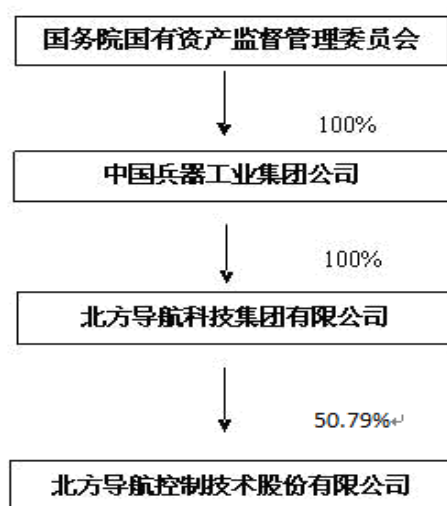 国务院国有资产监督管理委员会
100%
中国兵器工业集团公司
100%
北方导航科技集团有限公司
50.79%↵
北方导航控制技术股份有限公司